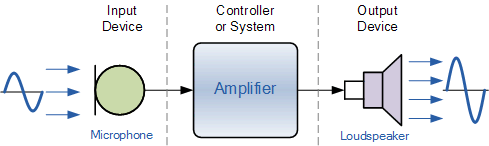 Input
Device
Controller
or System
Output
Device
Amplifier
Microphone
Loudspeaker